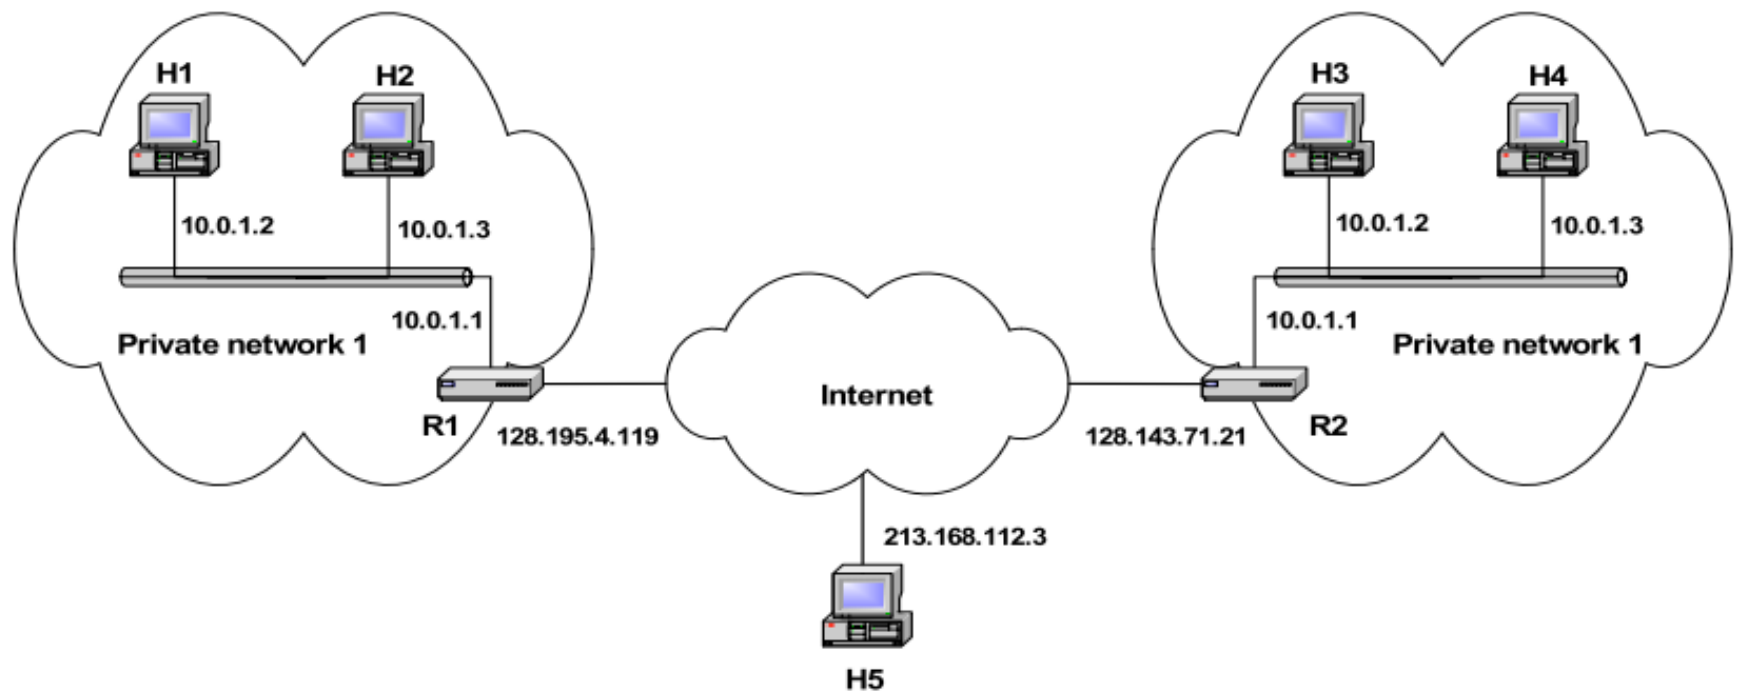 H1
H2
10.0.1.2
10.0.1.3
10.0.1.1
Private network 1
R1
128.195.4.119
Internet
213.168.112.3
H5
H3
H4
10.0.1.2
10.0.1.3
10.0.1.1
Private network 1
128.143.71.21
R2